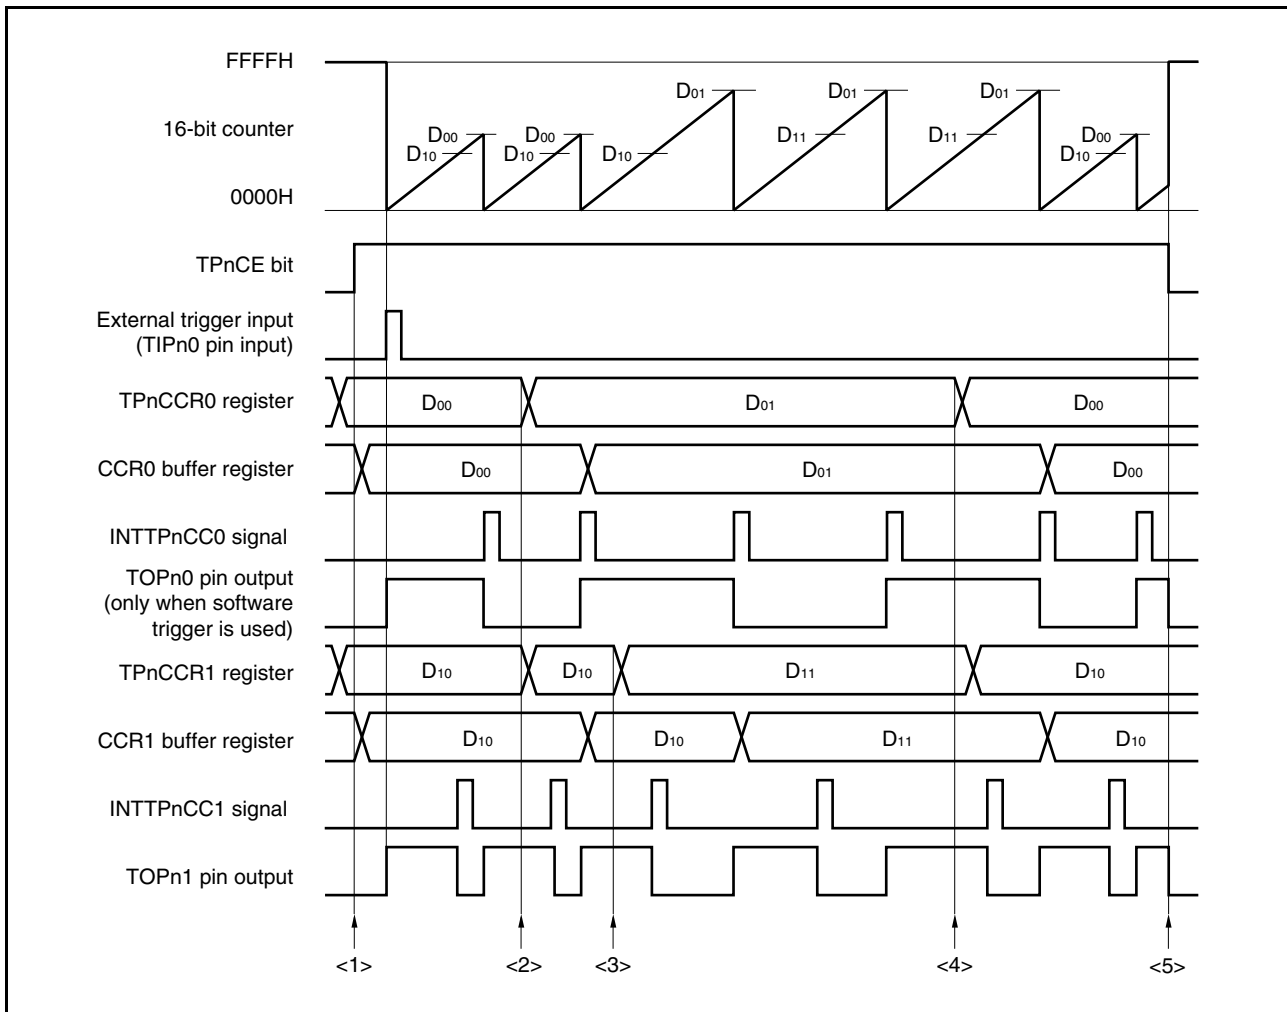 FFFFH
D01 D01 D01
16-bit counter
D00 D00 D11 D11 D00
D10 D10 D10 D10
0000H
TPnCE bit
External trigger input
(TIPn0 pin input)
TPnCCR0 register D00 D01 D00
CCR0 buffer register D00 D01 D00
INTTPnCC0 signal
TOPn0 pin output
(only when software
trigger is used)
TPnCCR1 register D10 D10 D11 D10
CCR1 buffer register D10 D10 D11 D10
INTTPnCC1 signal
TOPn1 pin output
<1> <2> <3> <4> <5>